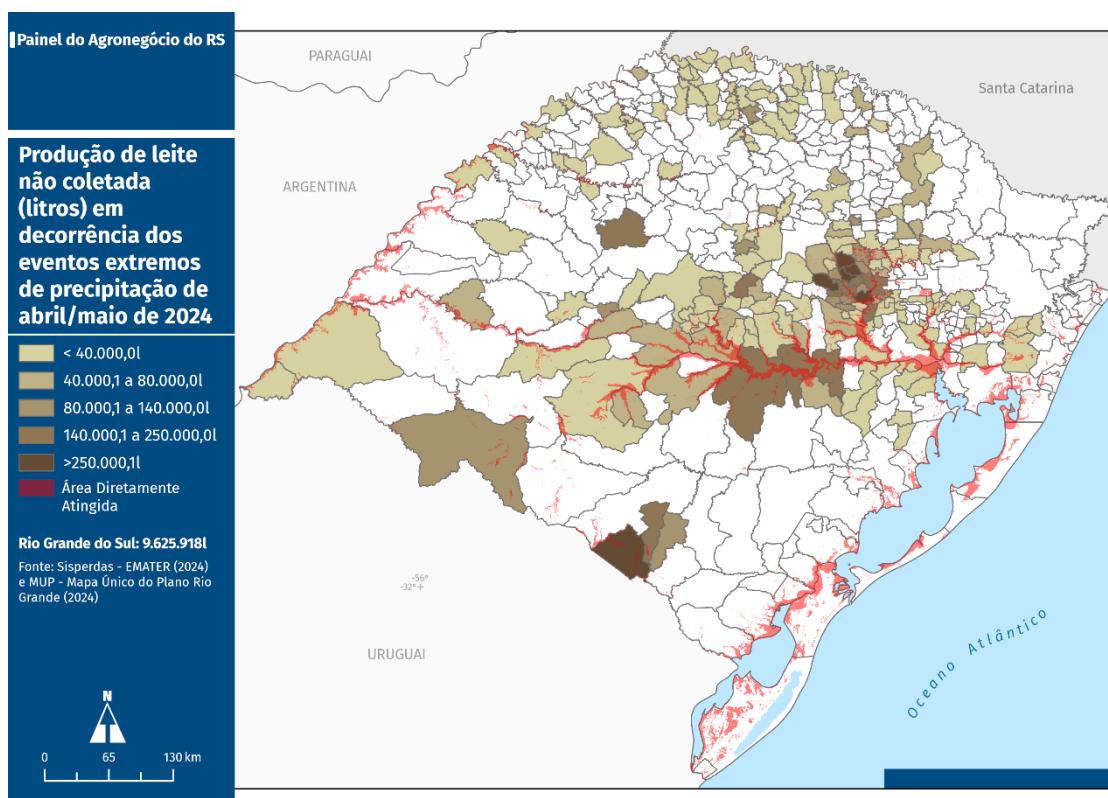 Painel do Agronegócio do RS
Produção de leite
não coletada
(litros) em
decorrência dos
eventos extremos
de precipitação de
abril/maio de 2024
< 40.000,0l
40.000,1 a 80.000,0l
80.000,1 a 140.000,0l
140.000,1 a 250.000,0l
>250.000,1l
Área Diretamente
Atingida
Rio Grande do Sul: 9.625.918l
Fonte: Sisperdas - EMATER (2024)
e MUP - Mapa Único do Plano Rio
Grande (2024)
N
0 65 130 km
PARAGUAI
Santa Catarina
ARGENTINA
-56°
-32°
URUGUAI
Oceano Atlântico